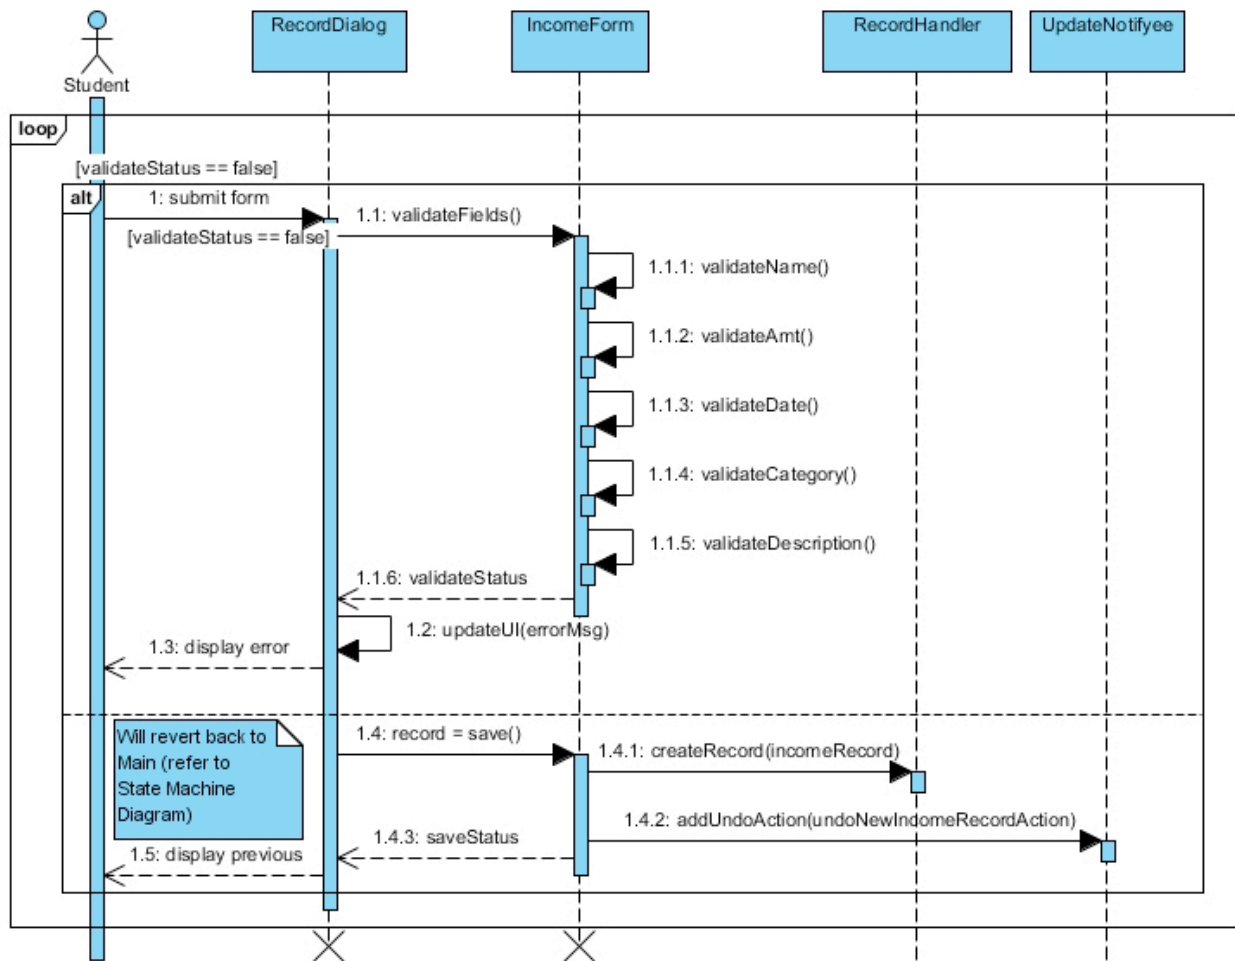 RecordDialog
IncomeForm
RecordHandler
UpdateNotifyee
Student
loop
[validateStatus == false]
alt
1: submit form
1.1: validateFields()
[validateStatus == false]
1.1.1: validateName()
1.1.2: validateAmt()
1.1.3: validateDate()
1.1.4: validateCategory()
1.1.5: validateDescription()
1.1.6: validateStatus
1.2: updateUI(errorMsg)
1.3: display error
Will revert back to
Main (refer to
State Machine
Diagram)
1.4: record = save()
1.4.1: createRecord(incomeRecord)
1.4.2: addUndoAction(undoNewIncomeRecordAction)
1.4.3: saveStatus
1.5: display previous